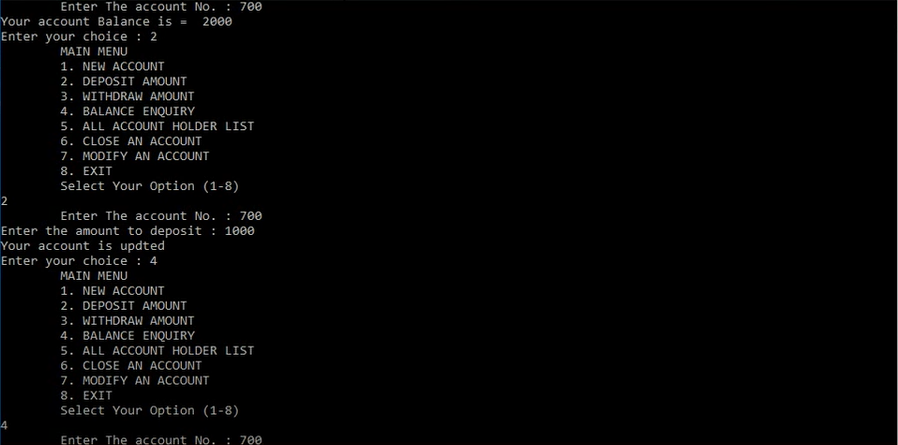 Enter The account No. : 700
Your account Balance is =  2000
Enter your choice : 2
MAIN MENU
1. NEW ACCOUNT
2. DEPOSIT AMOUNT
3. WITHDRAW AMOUNT
4. BALANCE ENQUIRY
5. ALL ACCOUNT HOLDER LIST
6. CLOSE AN ACCOUNT
7. MODIFY AN ACCOUNT
8. EXIT
Select Your Option (1-8)
2
Enter The account No. : 700
Enter the amount to deposit : 1000
Your account is updted
Enter your choice : 4
MAIN MENU
1. NEW ACCOUNT
2. DEPOSIT AMOUNT
3. WITHDRAW AMOUNT
4. BALANCE ENQUIRY
5. ALL ACCOUNT HOLDER LIST
6. CLOSE AN ACCOUNT
7. MODIFY AN ACCOUNT
8. EXIT
Select Your Option (1-8)
4
Enter The account No. : 700